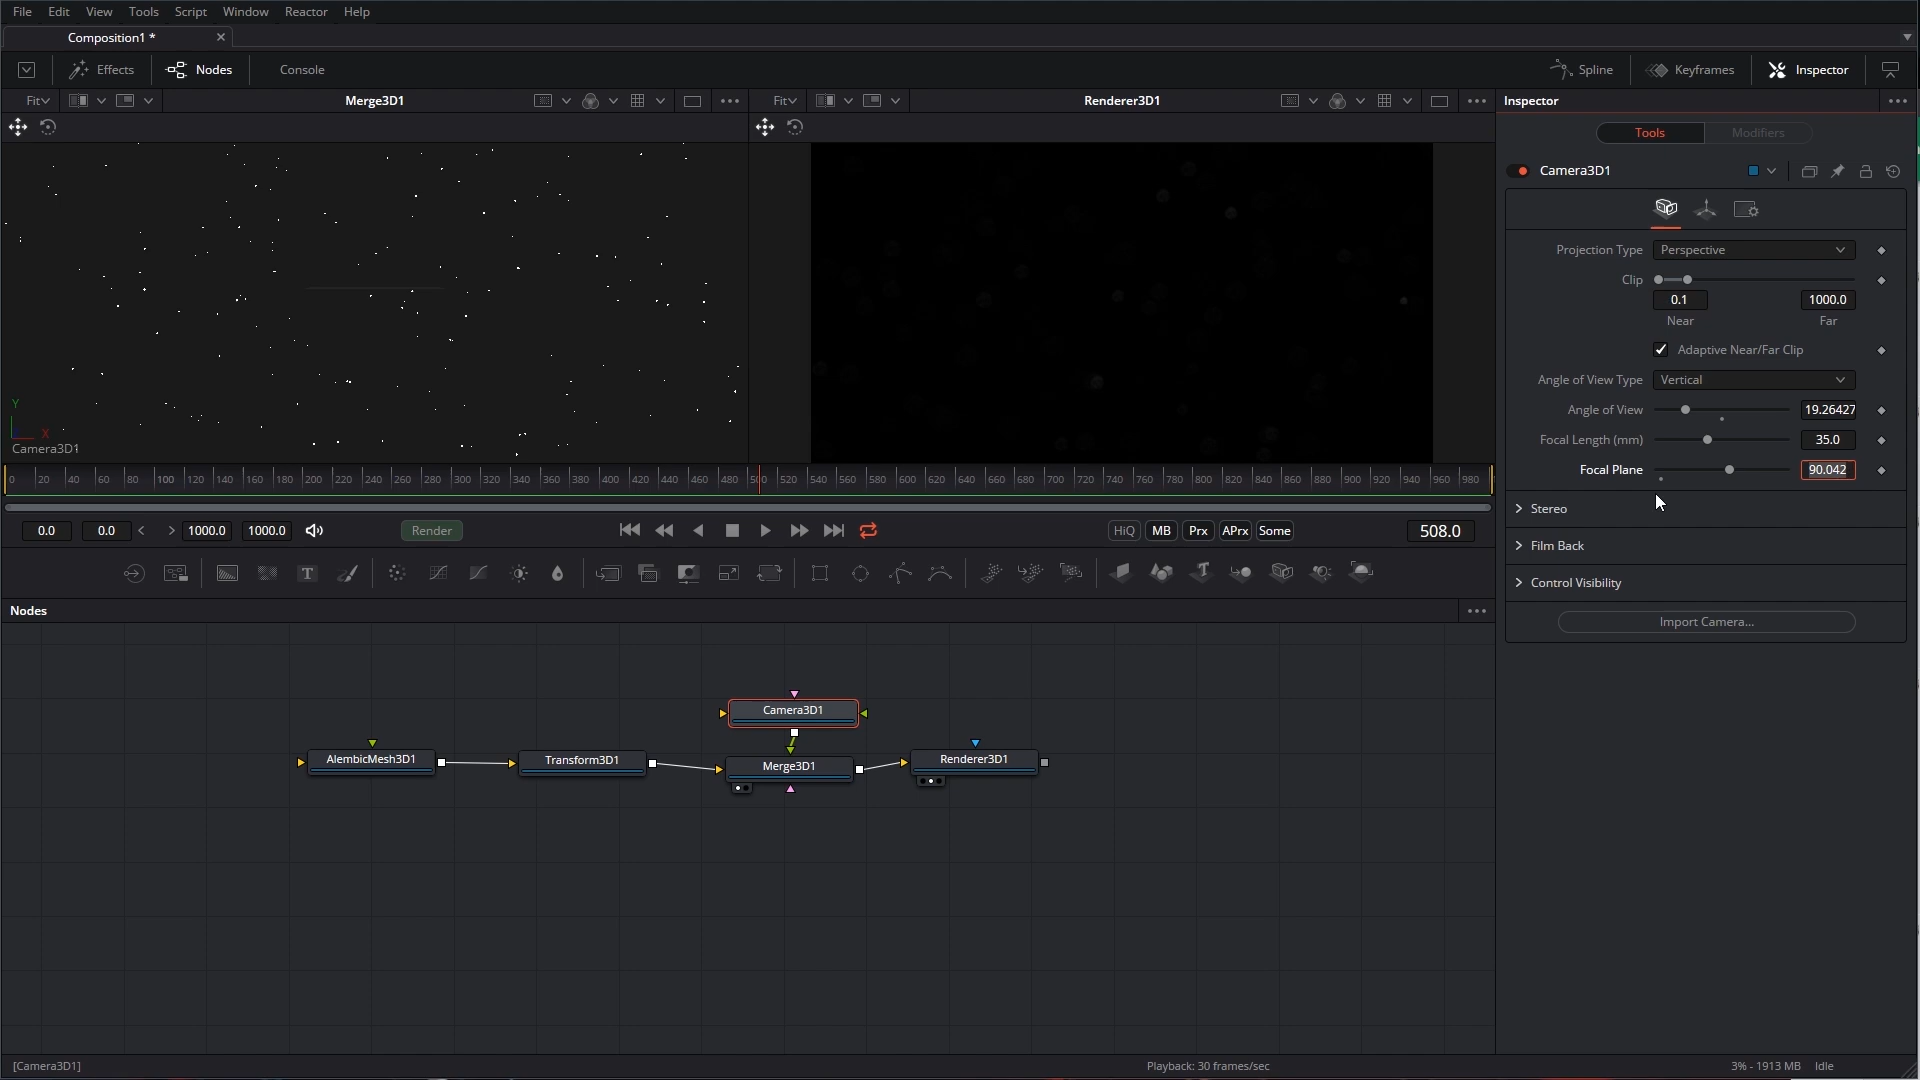 File Edit View Tools Script Window Reactor Help
Composition1 *
Effects Nodes Console Spline Keyframes Inspector
Fit Merge3D1 Fit Renderer3D1 Inspector
Tools Modifiers
Camera3D1
Projection Type Perspective
Clip
0.1 1000.0
Near Far
Adaptive Near/Far Clip
Angle of View Type Vertical
Angle of View 19.26427
Focal Length (mm) 35.0
Focal Plane 90.042
Stereo
Film Back
Control Visibility
Import Camera...
Y
X
Camera3D1
0 20 40 60 80 100 120 140 160 180 200 220 240 260 280 300 320 340 360 380 400 420 440 460 480 500 520 540 560 580 600 620 640 660 680 700 720 740 760 780 800 820 840 860 880 900 920 940 960 980
0.0 0.0 1000.0 1000.0 Render HiQ MB Prx APrx Some 508.0
Nodes
Camera3D1
AlembicMesh3D1 Transform3D1 Merge3D1 Renderer3D1
[Camera3D1] Playback: 30 frames/sec 3% - 1913 MB Idle